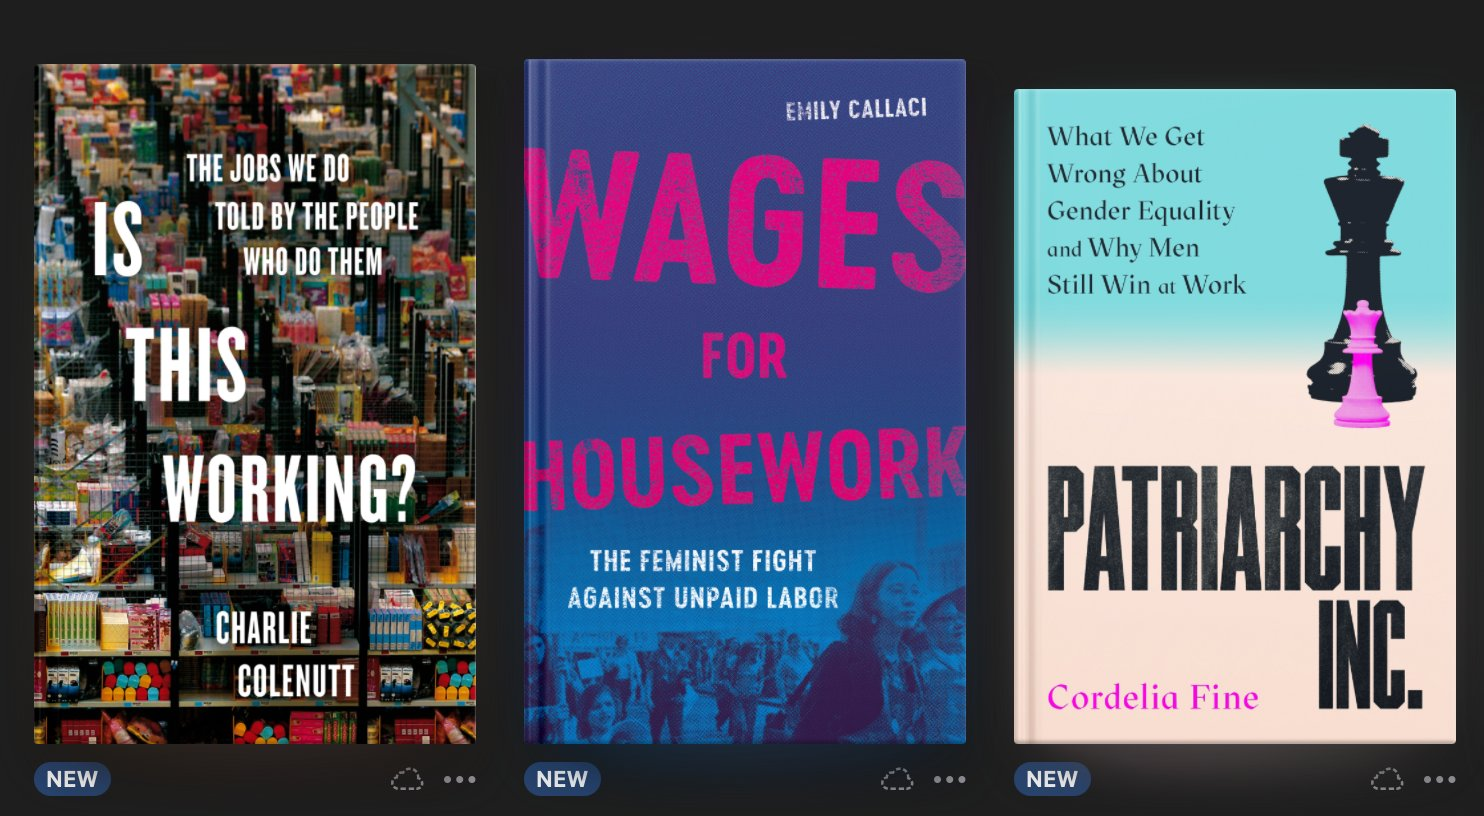 THE JOBS WE DO
TOLD BY THE PEOPLE
WHO DO THEM
IS
THIS
WORKING?
CHARLIE
COLENUTT
NEW
EMILY CALLACI
WAGES
FOR
HOUSEWORK
THE FEMINIST FIGHT
AGAINST UNPAID LABOR
NEW
What We Get
Wrong About
Gender Equality
and Why Men
Still Win at Work
PATRIARCHY
INC.
Cordelia Fine
NEW